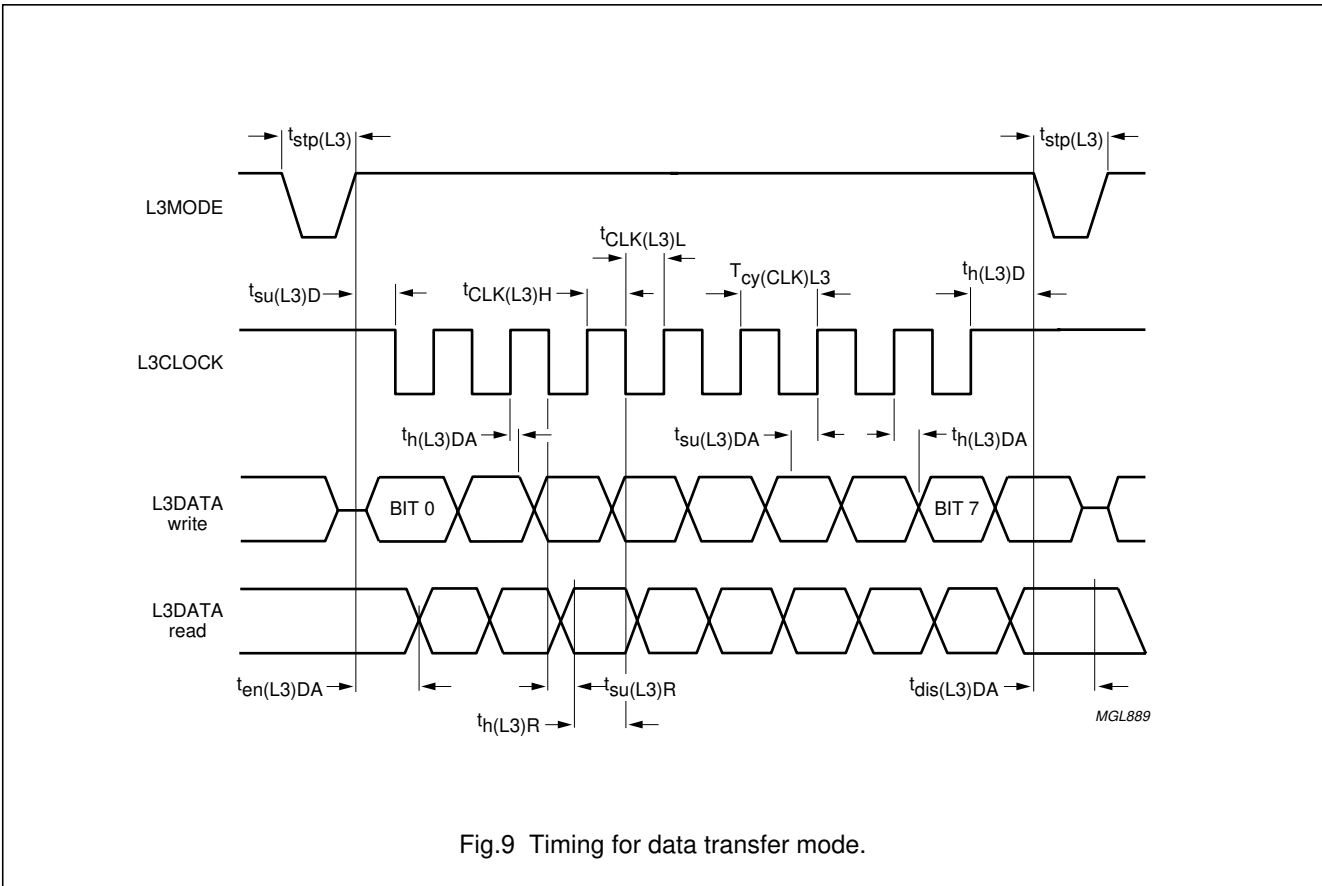 tstp(L3)
tstp(L3)
L3MODE
tCLK(L3)L
tsu(L3)D
tCLK(L3)H
Tcy(CLK)L3
th(L3)D
L3CLOCK
th(L3)DA
tsu(L3)DA
th(L3)DA
L3DATA
write
BIT 0
BIT 7
L3DATA
read
ten(L3)DA
tsu(L3)R
tdis(L3)DA
th(L3)R
MGL889
Fig.9 Timing for data transfer mode.